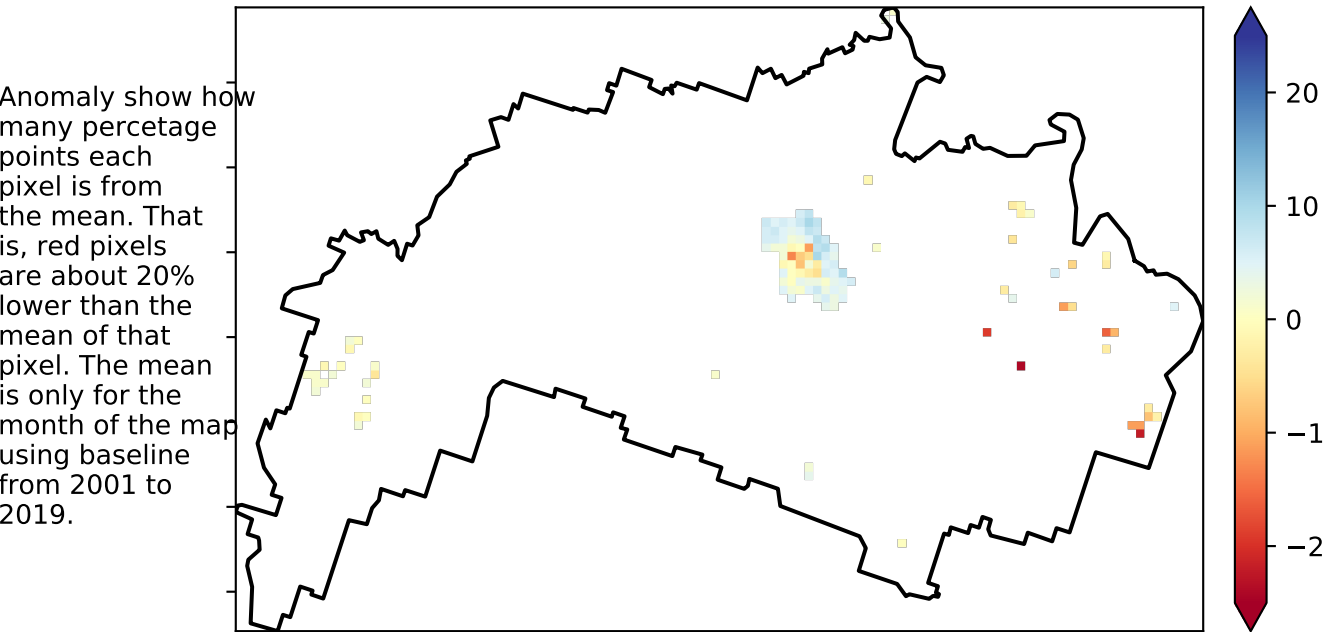 Anomaly show how
many percetage
points each
pixel is from
the mean. That
is, red pixels
are about 20%
lower than the
mean of that
pixel. The mean
is only for the
month of the map
using baseline
from 2001 to
2019.
20
10
0
−1
−2